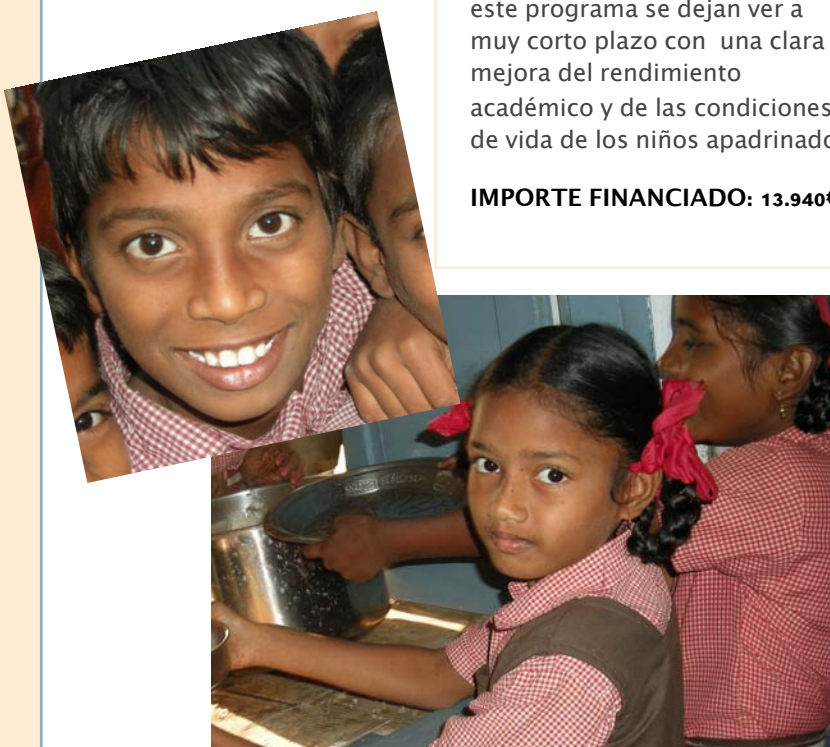 este programa se dejan ver a
muy corto plazo con una clara
mejora del rendimiento
académico y de las condiciones
de vida de los niños
IMPORTE FINANCIADO: 13.940€